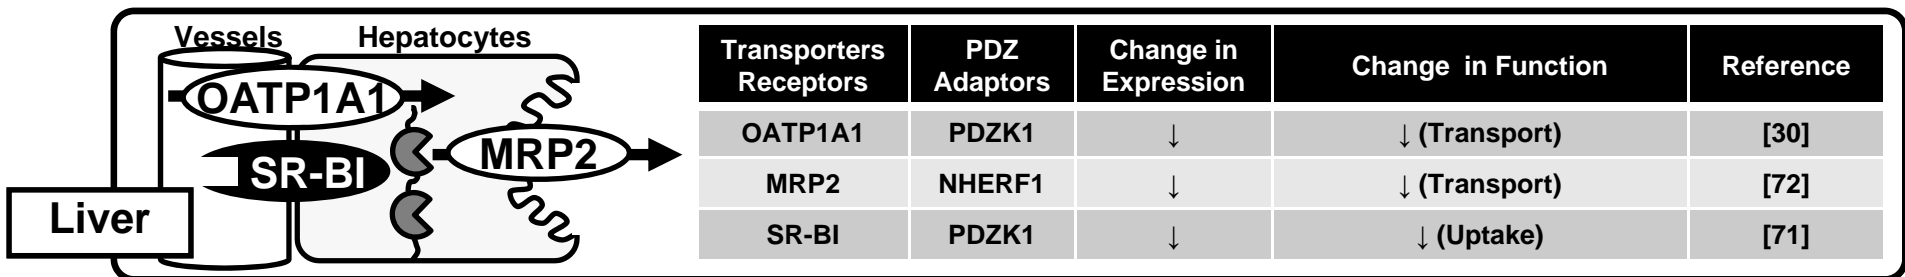 Vessels Hepatocytes
OATP1A1
SR-BI
MRP2
Liver
Transporters Receptors PDZ Adaptors Change in Expression Change in Function Reference
OATP1A1 PDZK1 ↓ ↓ (Transport) [30]
MRP2 NHERF1 ↓ ↓ (Transport) [72]
SR-BI PDZK1 ↓ ↓ (Uptake) [71]